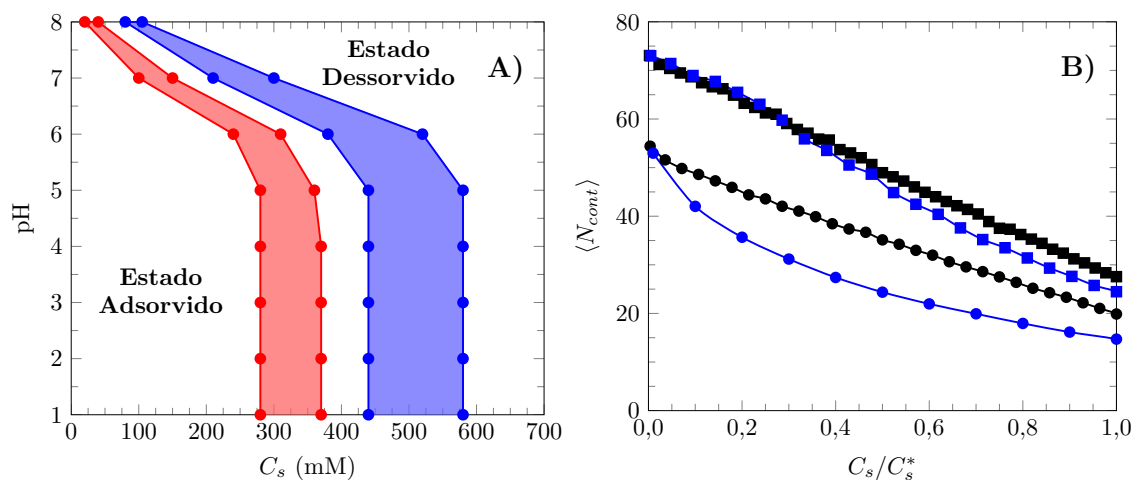 A)
Estado
Dessorvido
Estado
Adsorvido
pH
8
7
6
5
4
3
2
1
0 100 200 300 400 500 600 700
C_s (mM)
B)
⟨N_{cont}⟩
80
60
40
20
0
0,0 0,2 0,4 0,6 0,8 1,0
C_s/C_s^*